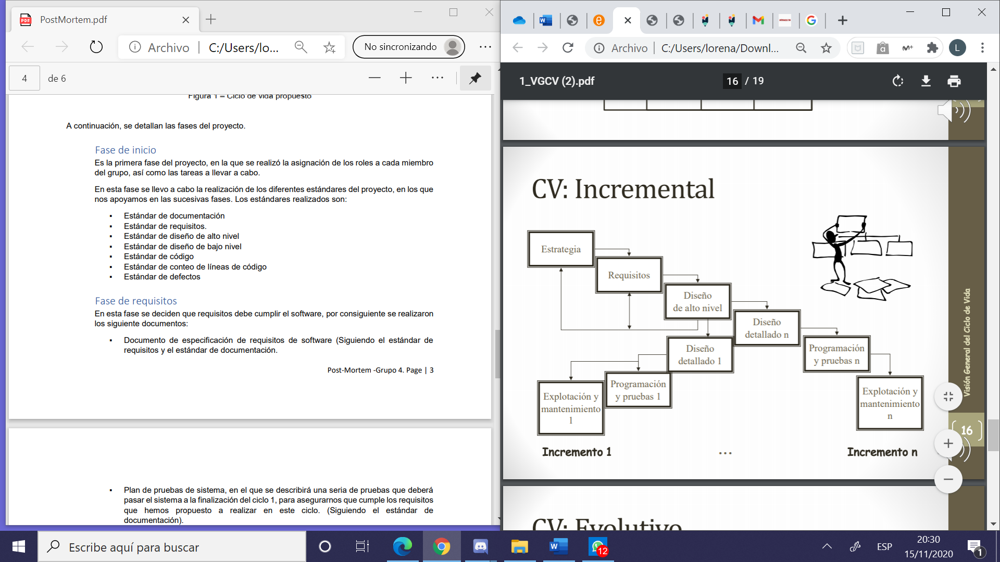 PostMortem.pdf
Archivo
C:/Users/lo...
No sincronizando
4
de 6
Figura 1 – Ciclo de vida propuesto
A continuación, se detallan las fases del proyecto.
Fase de inicio
Es la primera fase del proyecto, en la que se realizó la asignación de los roles a cada miembro
del grupo, así como las tareas a llevar a cabo.
En esta fase se llevo a cabo la realización de los diferentes estándares del proyecto, en los que
nos apoyamos en las sucesivas fases. Los estándares realizados son:
▪ Estándar de documentación
▪ Estándar de requisitos.
▪ Estándar de diseño de alto nivel
▪ Estándar de diseño de bajo nivel
▪ Estándar de código
▪ Estándar de conteo de líneas de código
▪ Estándar de defectos
Fase de requisitos
En esta fase se deciden que requisitos debe cumplir el software, por consiguiente se realizaron
los siguiente documentos:
▪ Documento de especificación de requisitos de software (Siguiendo el estándar de
requisitos y el estándar de documentación.
Post-Mortem -Grupo 4. Page | 3
▪ Plan de pruebas de sistema, en el que se describirá una seria de pruebas que deberá
pasar el sistema a la finalización del ciclo 1, para asegurarnos que cumple los requisitos
que hemos propuesto a realizar en este ciclo. (Siguiendo el estándar de
documentación).
Archivo
C:/Users/lorena/Downl...
L
1_VGCV (2).pdf
16 / 19
CV: Incremental
Estrategia
Requisitos
Diseño
de alto nivel
Diseño
detallado n
Diseño
detallado 1
Programación
y pruebas n
Programación
y pruebas 1
Explotación y
mantenimiento
1
Explotación y
mantenimiento
n
Incremento 1
...
Incremento n
Visión General del Ciclo de Vida
16
CV: Evolutivo
Escribe aquí para buscar
12
ESP
20:30
15/11/2020
1